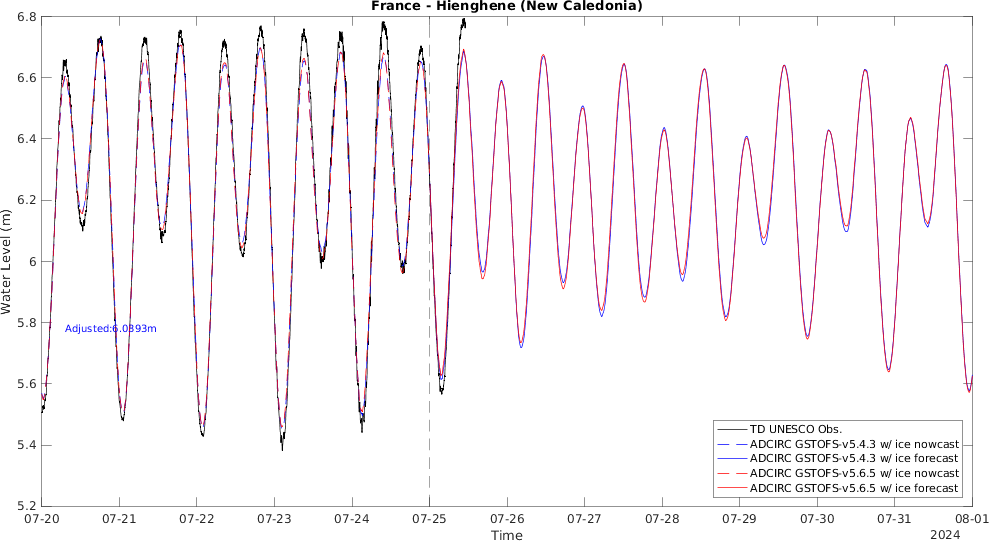 France - Hienghene (New Caledonia)
6.8
6.6
6.4
6.2
6
5.8
5.6
5.4
5.2
Water Level (m)
Adjusted:6.0393m
TD UNESCO Obs.
ADCIRC GSTOFS-v5.4.3 w/ ice nowcast
ADCIRC GSTOFS-v5.4.3 w/ ice forecast
ADCIRC GSTOFS-v5.6.5 w/ ice nowcast
ADCIRC GSTOFS-v5.6.5 w/ ice forecast
07-20 07-21 07-22 07-23 07-24 07-25 07-26 07-27 07-28 07-29 07-30 07-31 08-01
Time
2024